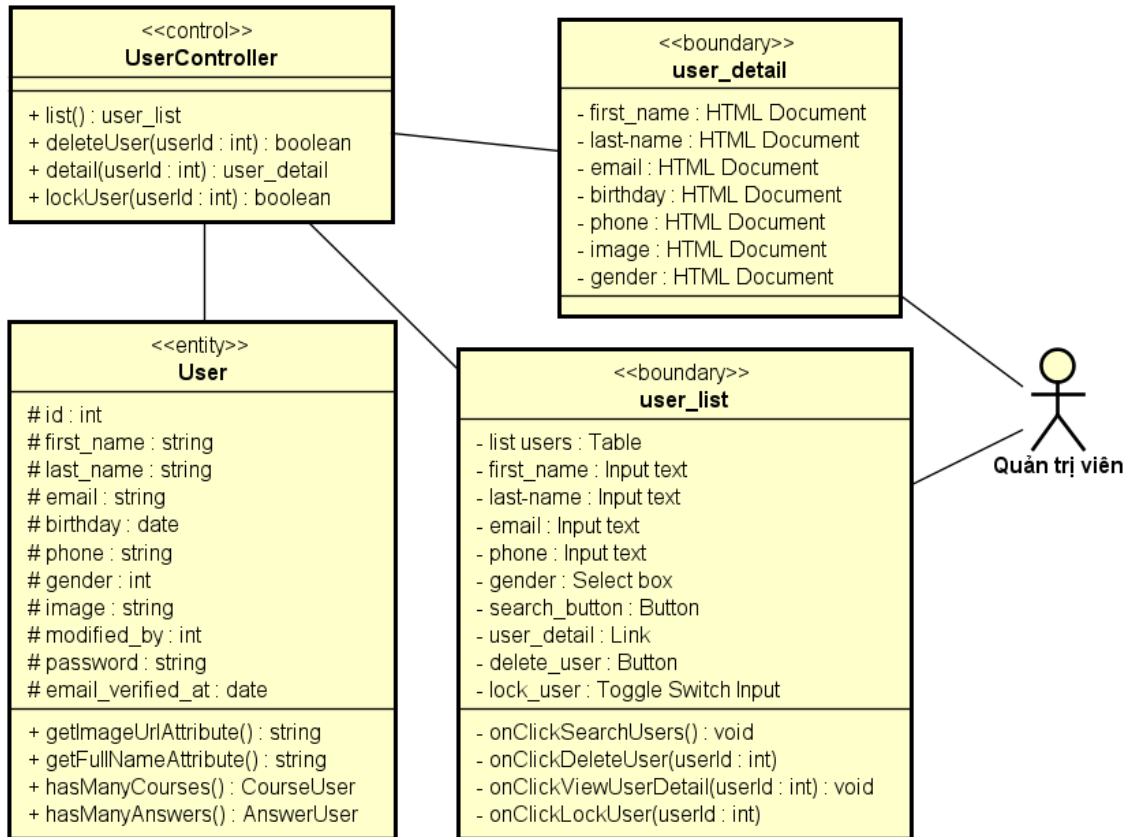 <<control>>
UserController
+ list() : user_list
+ deleteUser(userId : int) : boolean
+ detail(userId : int) : user_detail
+ lockUser(userId : int) : boolean
<<boundary>>
user_detail
- first_name : HTML Document
- last-name : HTML Document
- email : HTML Document
- birthday : HTML Document
- phone : HTML Document
- image : HTML Document
- gender : HTML Document
<<entity>>
User
# id : int
# first_name : string
# last_name : string
# email : string
# birthday : date
# phone : string
# gender : int
# image : string
# modified_by : int
# password : string
# email_verified_at : date
+ getImageUrlAttribute() : string
+ getFullNameAttribute() : string
+ hasManyCourses() : CourseUser
+ hasManyAnswers() : AnswerUser
<<boundary>>
user_list
- list users : Table
- first_name : Input text
- last-name : Input text
- email : Input text
- phone : Input text
- gender : Select box
- search_button : Button
- user_detail : Link
- delete_user : Button
- lock_user : Toggle Switch Input
- onClickSearchUsers() : void
- onClickDeleteUser(userId : int)
- onClickViewUserDetail(userId : int) : void
- onClickLockUser(userId : int)
Quản trị viên